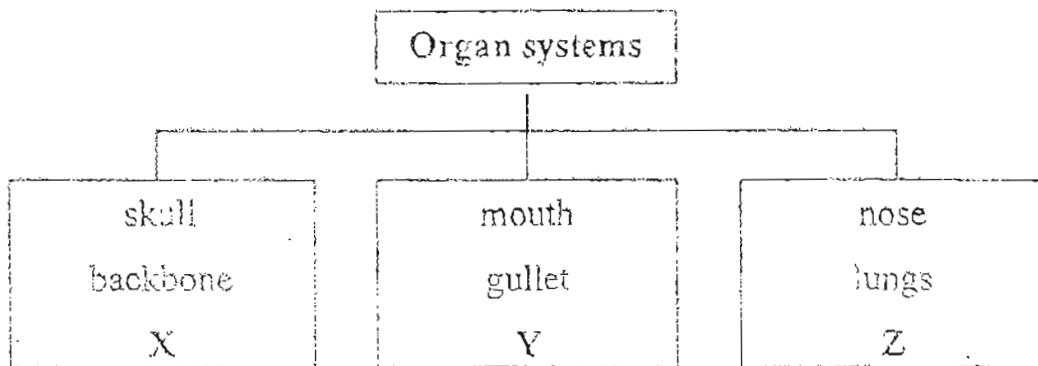 Organ systems
skull
backbone
X
mouth
gullet
Y
nose
lungs
Z